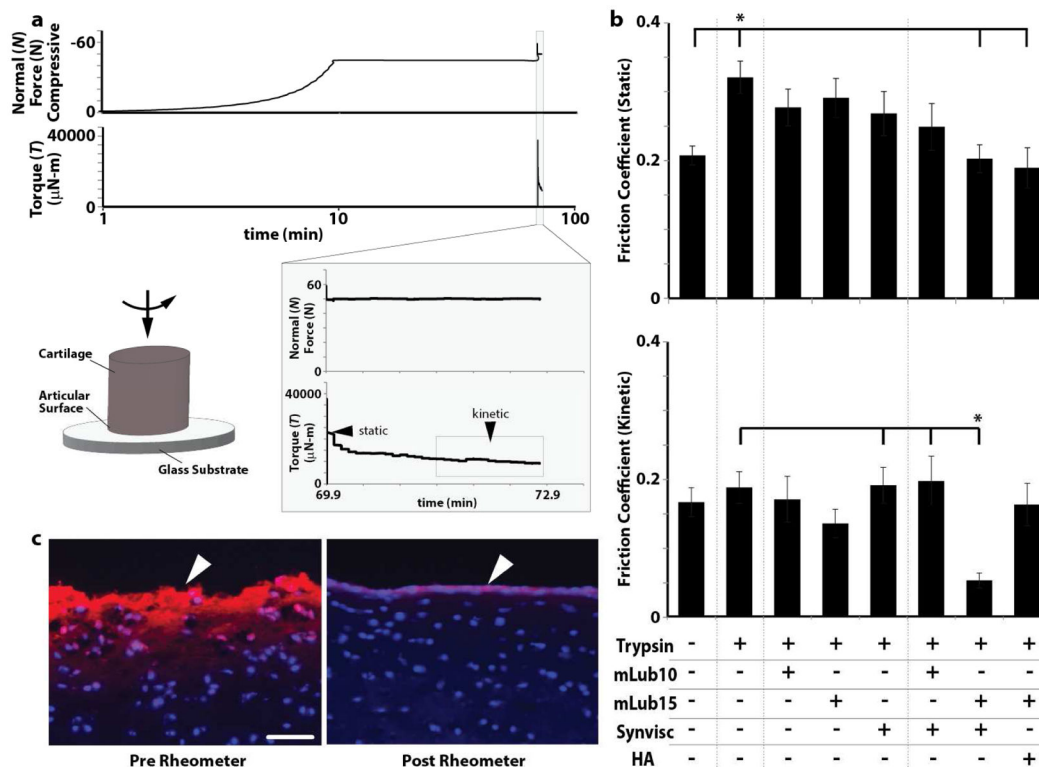 a
Normal (N)
Force (N)
Compressive
-60
0
Torque (T)
(μN-m)
40000
0
1
10
100
time (min)
Cartilage
Articular
Surface
Glass Substrate
Normal (N)
Force (N)
60
0
Torque (T)
(μN-m)
40000
0
static
kinetic
69.9
72.9
time (min)
b
Friction Coefficient (Static)
0.4
0.2
0
*
Friction Coefficient (Kinetic)
0.4
0.2
0
*
Trypsin - + + + + + + +
mLub10 - - + - - + - -
mLub15 - - - + - - + +
Synvisc - - - - + + + -
HA - - - - - - - +
c
Pre Rheometer
Post Rheometer